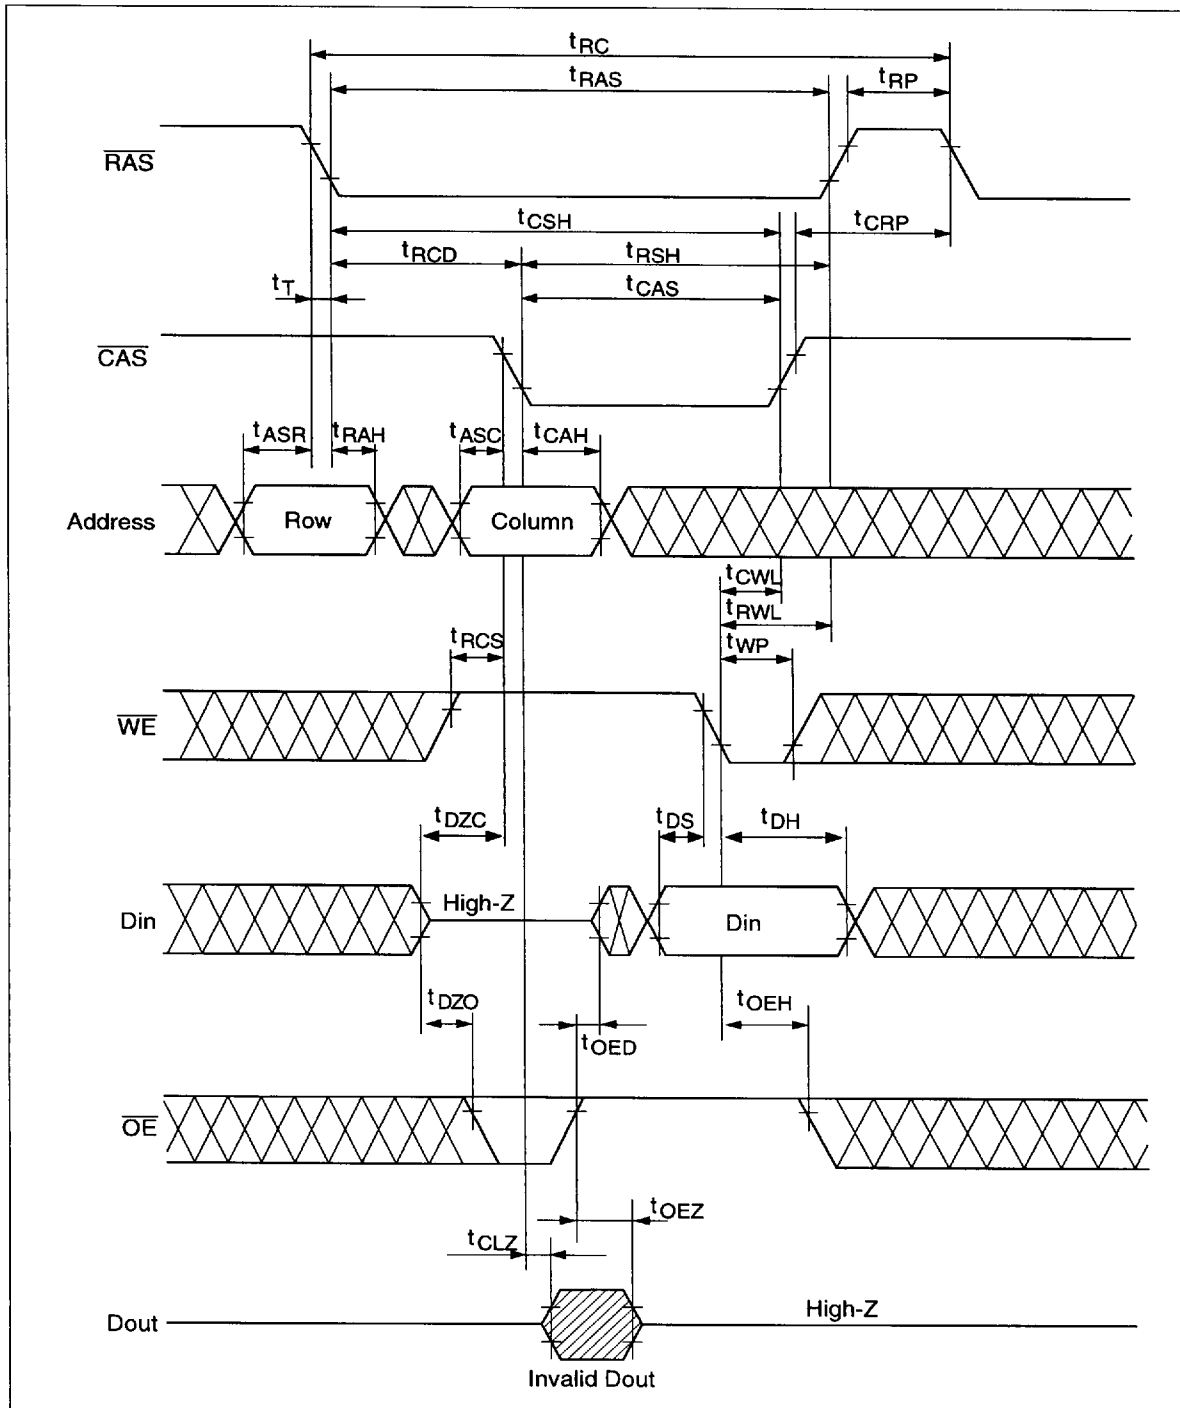 tRC
tRAS
tRP
RAS
tCSH
tCRP
tRCD
tRSH
tT
tCAS
CAS
tASR
tRAH
tASC
tCAH
Address
Row
Column
tCWL
tRWL
tRCS
tWP
WE
tDZC
tDS
tDH
Din
High-Z
Din
tDZO
tOEH
tOED
OE
tOEZ
tCLZ
Dout
High-Z
Invalid Dout